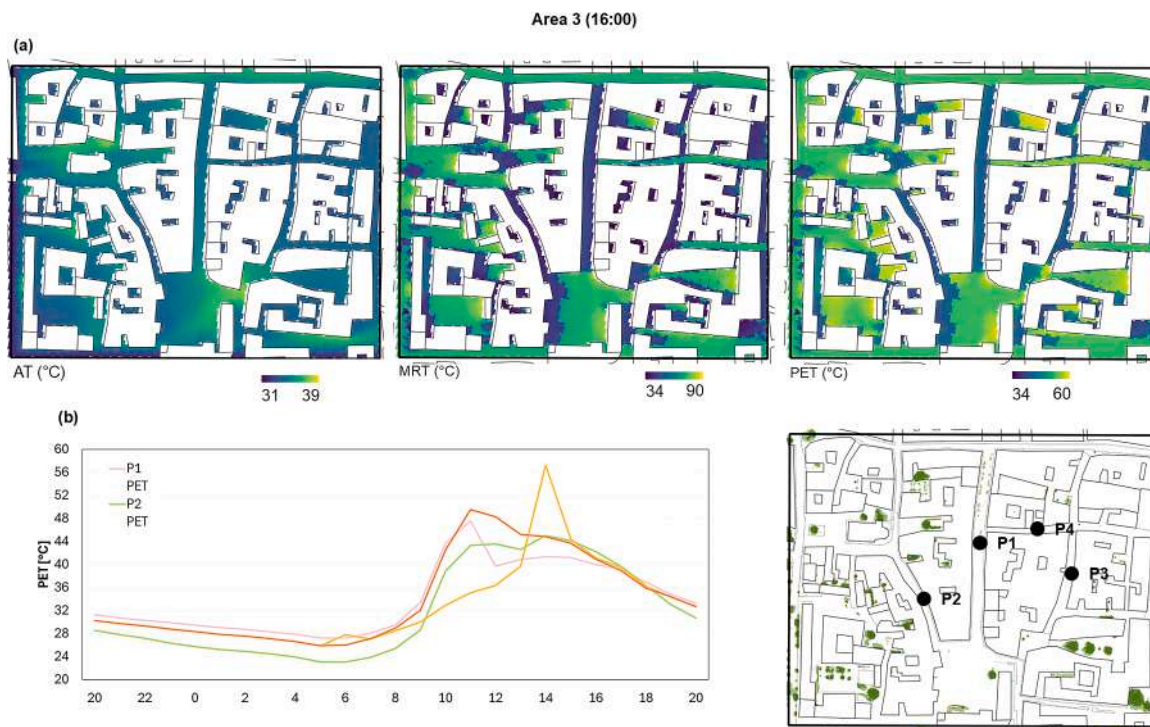 Area 3 (16:00)
(a)
AT (°C)
31 39
MRT (°C)
34 90
PET (°C)
34 60
(b)
60
56
52
48
44
40
36
32
28
24
20
PET [°C]
P1
PET
P2
PET
20 22 0 2 4 6 8 10 12 14 16 18 20
P4
P1
P3
P2